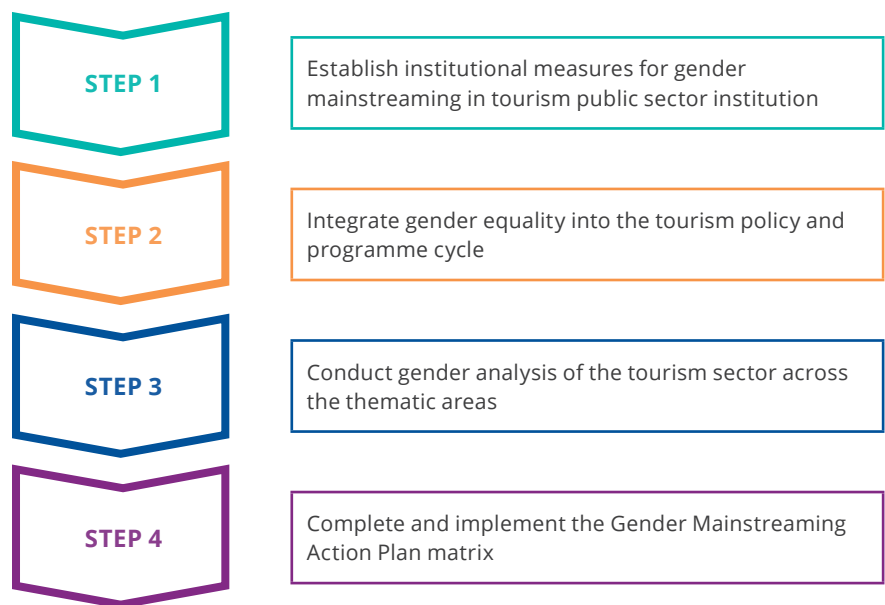 STEP 1
Establish institutional measures for gender
mainstreaming in tourism public sector institution
STEP 2
Integrate gender equality into the tourism policy and
programme cycle
STEP 3
Conduct gender analysis of the tourism sector across
the thematic areas
STEP 4
Complete and implement the Gender Mainstreaming
Action Plan matrix